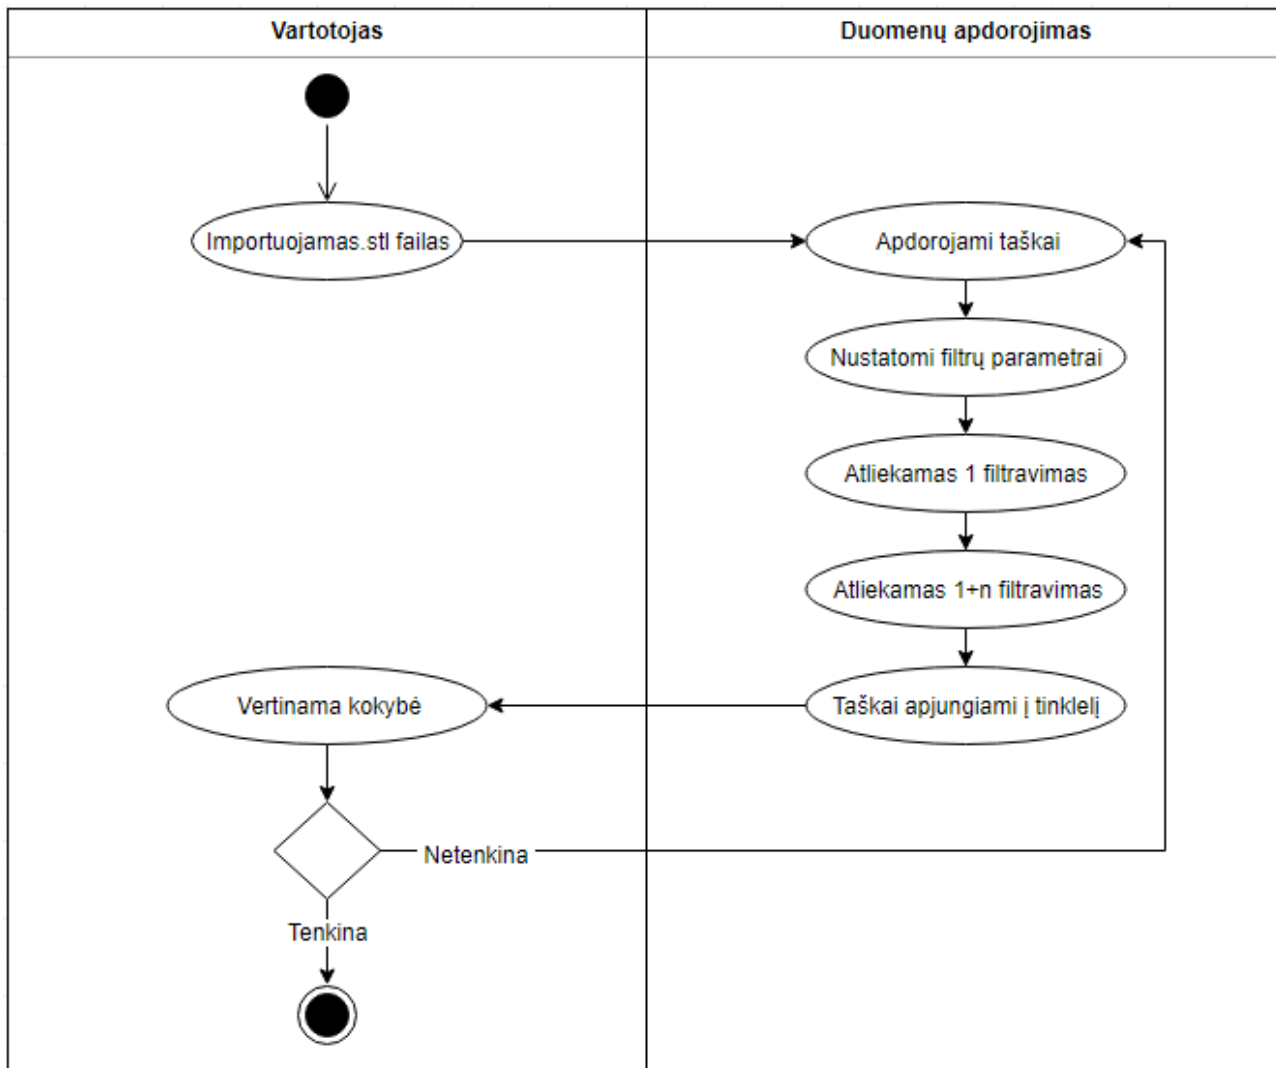 Vartotojas
Duomenų apdorojimas
Importuojamas.stl failas
Apdorojami taškai
Nustatomi filtrų parametrai
Atliekamas 1 filtravimas
Atliekamas 1+n filtravimas
Vertinama kokybė
Taškai apjungiami į tinklelį
Netenkina
Tenkina